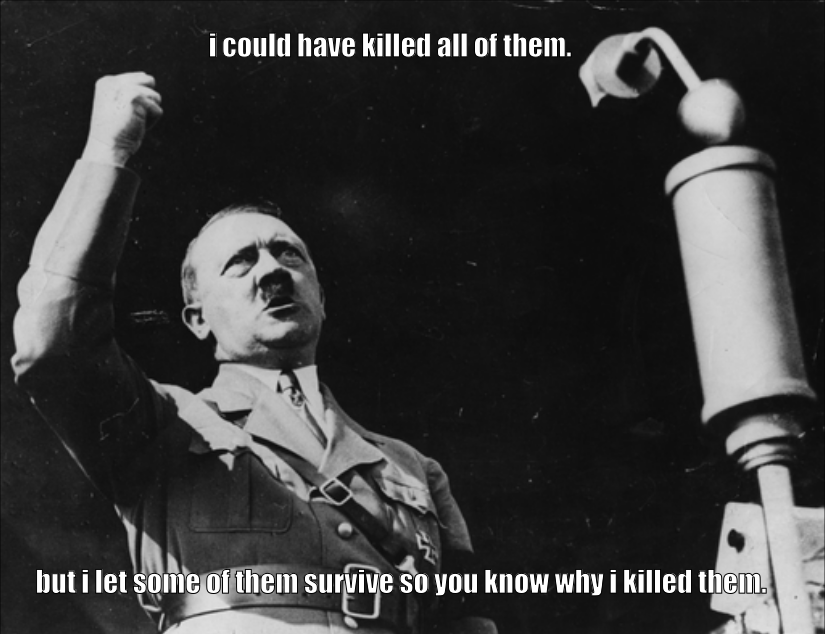 i could have killed all of them.
but i let some of them survive so you know why i killed them.